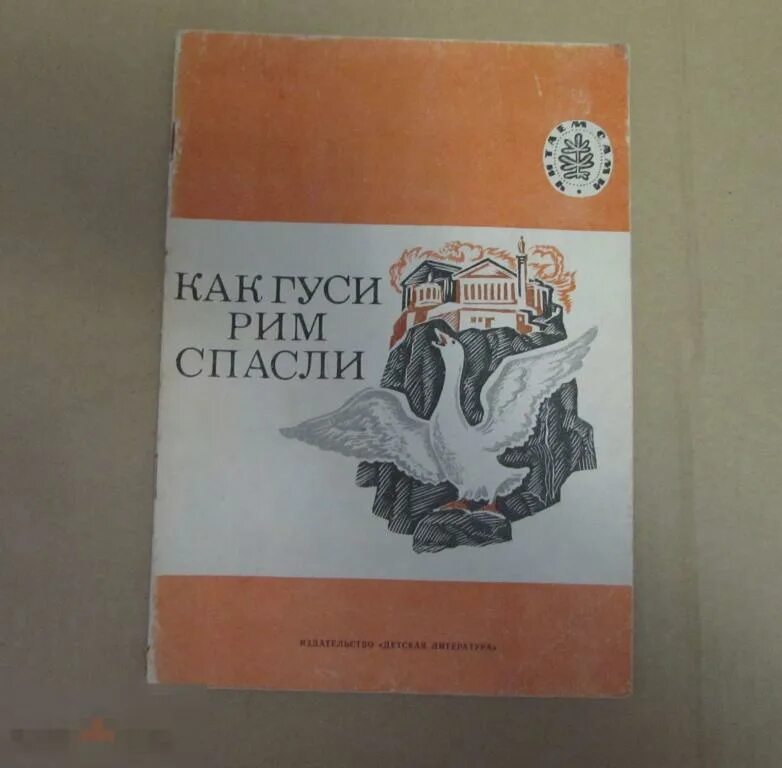 ЧИТАЕМ САМИ
КАК ГУСИ
РИМ
СПАСЛИ
ИЗДАТЕЛЬСТВО «ДЕТСКАЯ ЛИТЕРАТУРА»